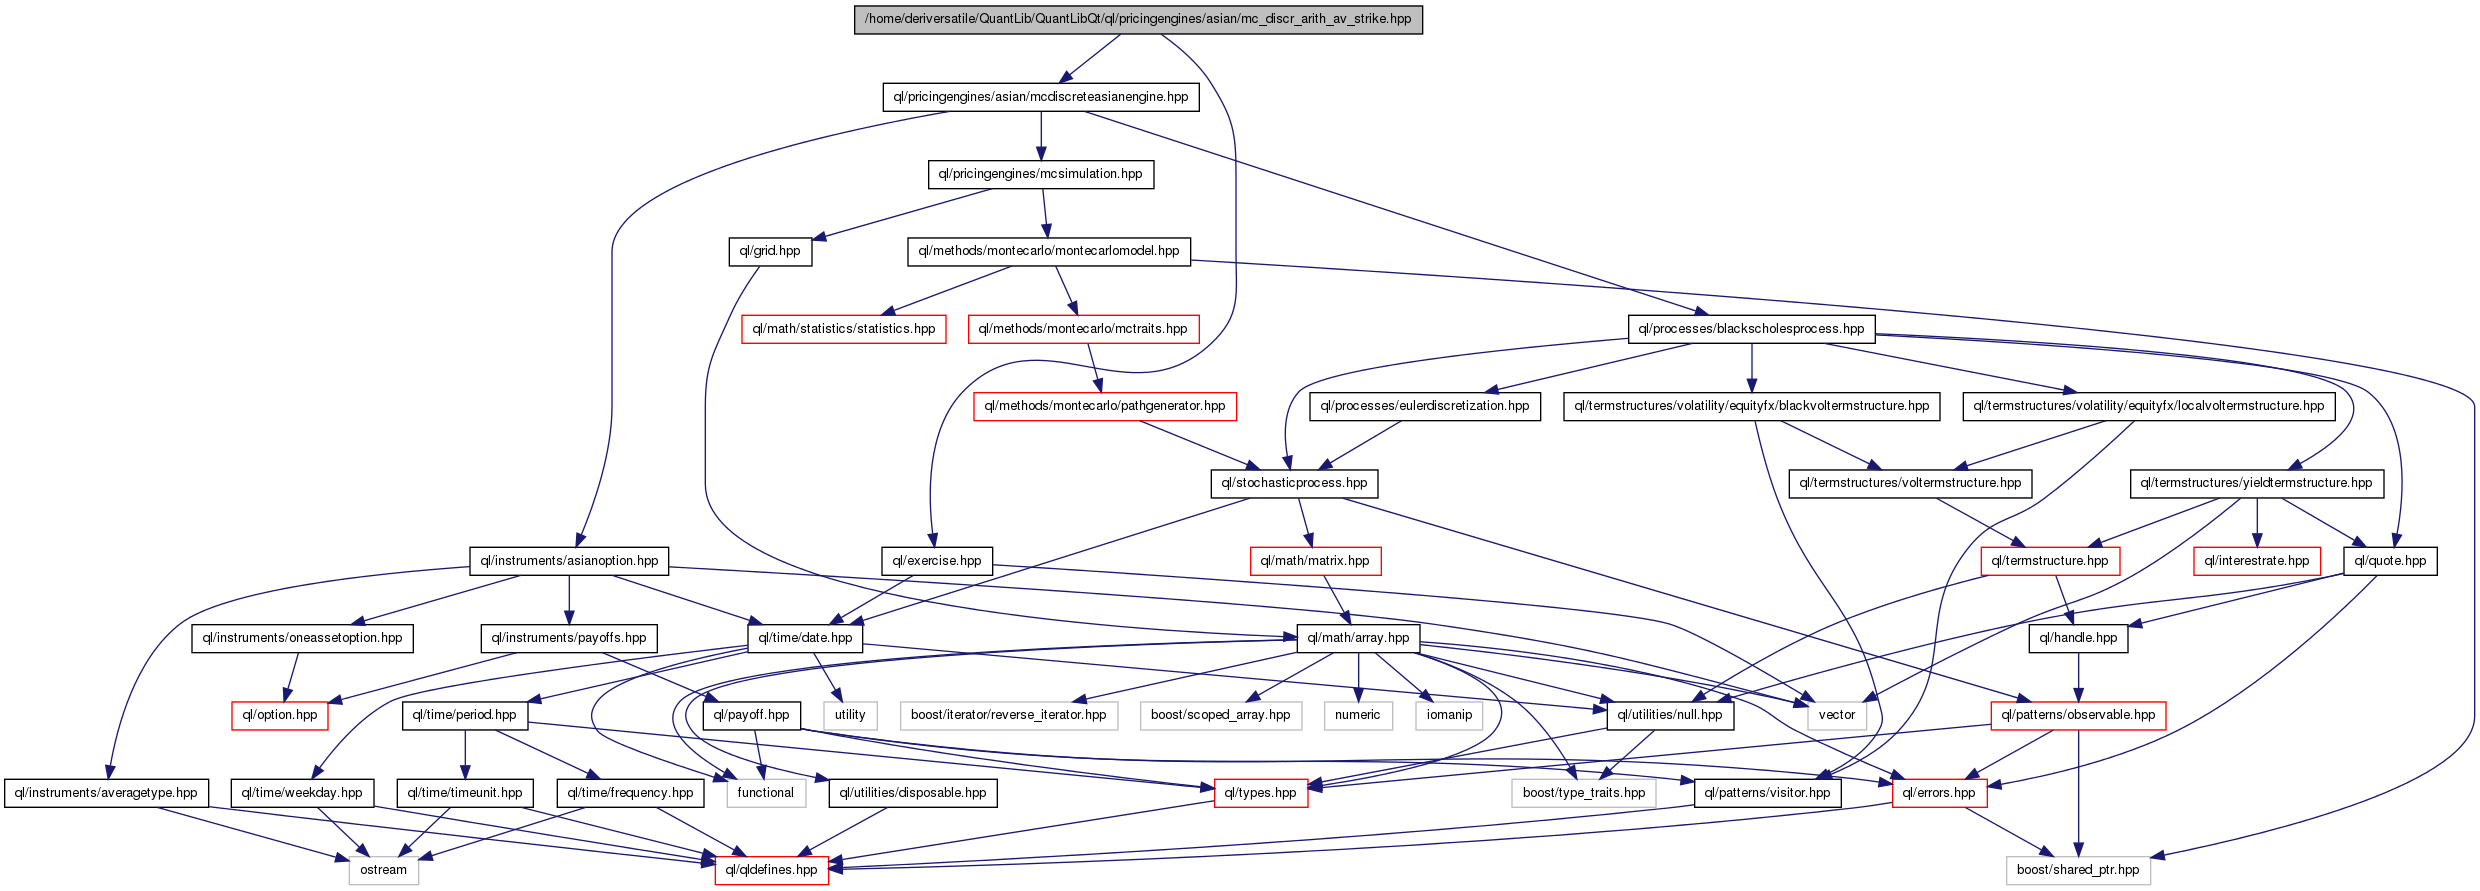 /home/deriversatile/QuantLib/QuantLibQt/ql/pricingengines/asian/mc_discr_arith_av_strike.hpp
ql/pricingengines/asian/mcdiscreteasianengine.hpp
ql/pricingengines/mcsimulation.hpp
ql/grid.hpp
ql/methods/montecarlo/montecarlomodel.hpp
ql/math/statistics/statistics.hpp
ql/methods/montecarlo/mctraits.hpp
ql/processes/blackscholesprocess.hpp
ql/methods/montecarlo/pathgenerator.hpp
ql/processes/eulerdiscretization.hpp
ql/termstructures/volatility/equityfx/blackvoltermstructure.hpp
ql/termstructures/volatility/equityfx/localvoltermstructure.hpp
ql/stochasticprocess.hpp
ql/termstructures/voltermstructure.hpp
ql/termstructures/yieldtermstructure.hpp
ql/instruments/asianoption.hpp
ql/exercise.hpp
ql/math/matrix.hpp
ql/termstructure.hpp
ql/interestrate.hpp
ql/quote.hpp
ql/instruments/oneassetoption.hpp
ql/instruments/payoffs.hpp
ql/time/date.hpp
ql/math/array.hpp
ql/handle.hpp
ql/option.hpp
ql/time/period.hpp
ql/payoff.hpp
utility
boost/iterator/reverse_iterator.hpp
boost/scoped_array.hpp
numeric
iomanip
ql/utilities/null.hpp
vector
ql/patterns/observable.hpp
ql/instruments/averagetype.hpp
ql/time/weekday.hpp
ql/time/timeunit.hpp
ql/time/frequency.hpp
functional
ql/utilities/disposable.hpp
ql/types.hpp
boost/type_traits.hpp
ql/patterns/visitor.hpp
ql/errors.hpp
ostream
ql/qldefines.hpp
boost/shared_ptr.hpp